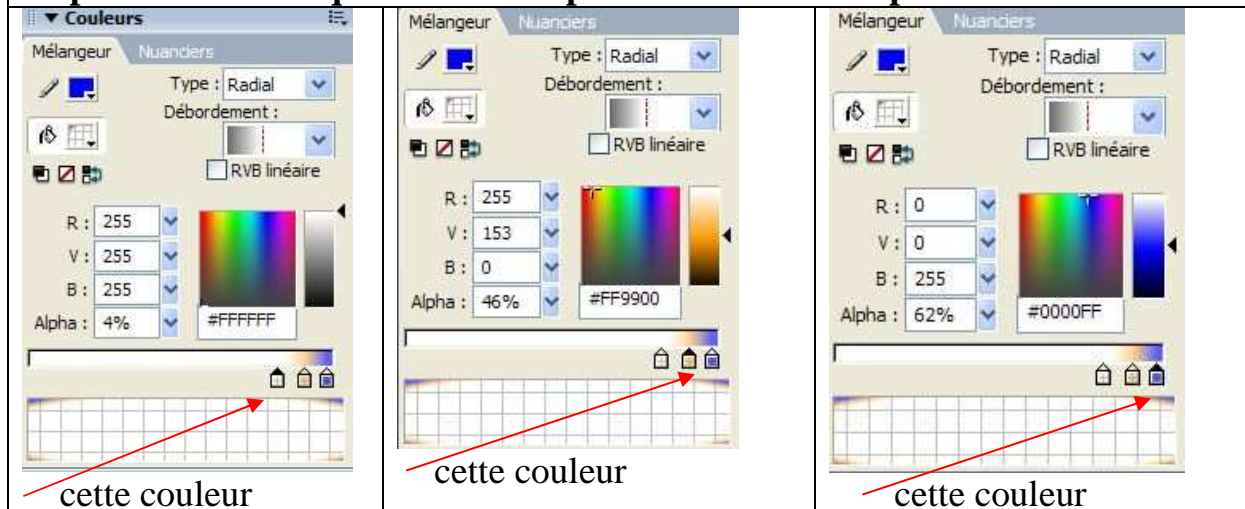 Couleurs
Mélangeur Nuanciers
Type : Radial
Débordement :
RVB linéaire
R : 255
V : 255
B : 255
Alpha : 4% #FFFFFF
cette couleur
Mélangeur Nuanciers
Type : Radial
Débordement :
RVB linéaire
R : 255
V : 153
B : 0
Alpha : 46% #FF9900
cette couleur
Mélangeur Nuanciers
Type : Radial
Débordement :
RVB linéaire
R : 0
V : 0
B : 255
Alpha : 62% #0000FF
cette couleur